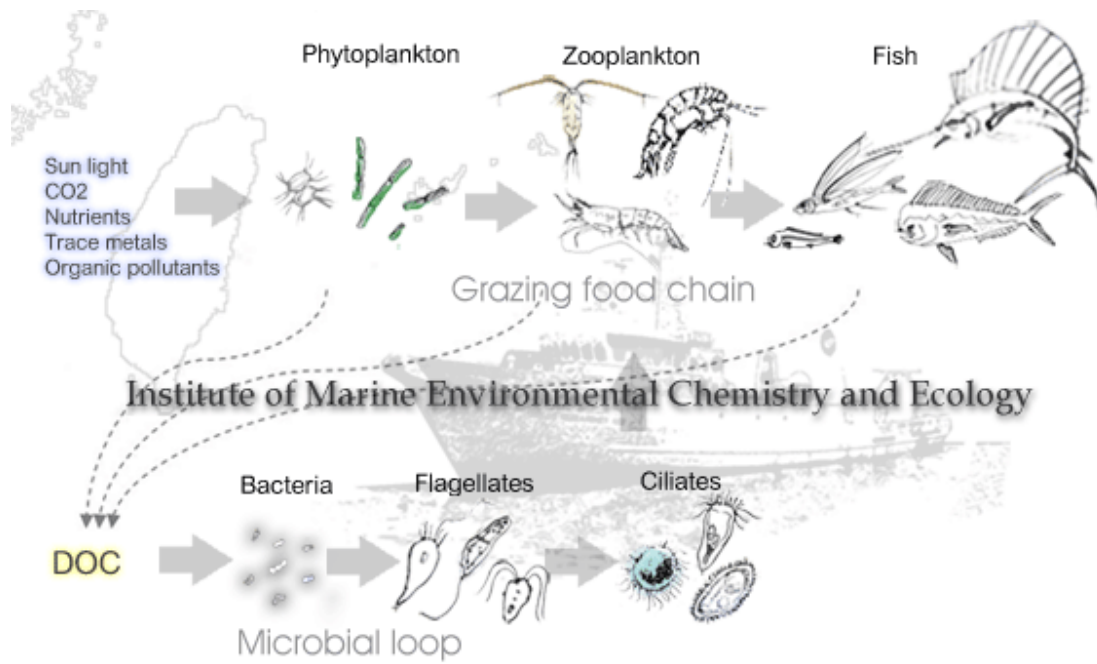 Phytoplankton
Zooplankton
Fish
Sun light
CO2
Nutrients
Trace metals
Organic pollutants
Grazing food chain
Institute of Marine Environmental Chemistry and Ecology
Bacteria
Flagellates
Ciliates
DOC
Microbial loop